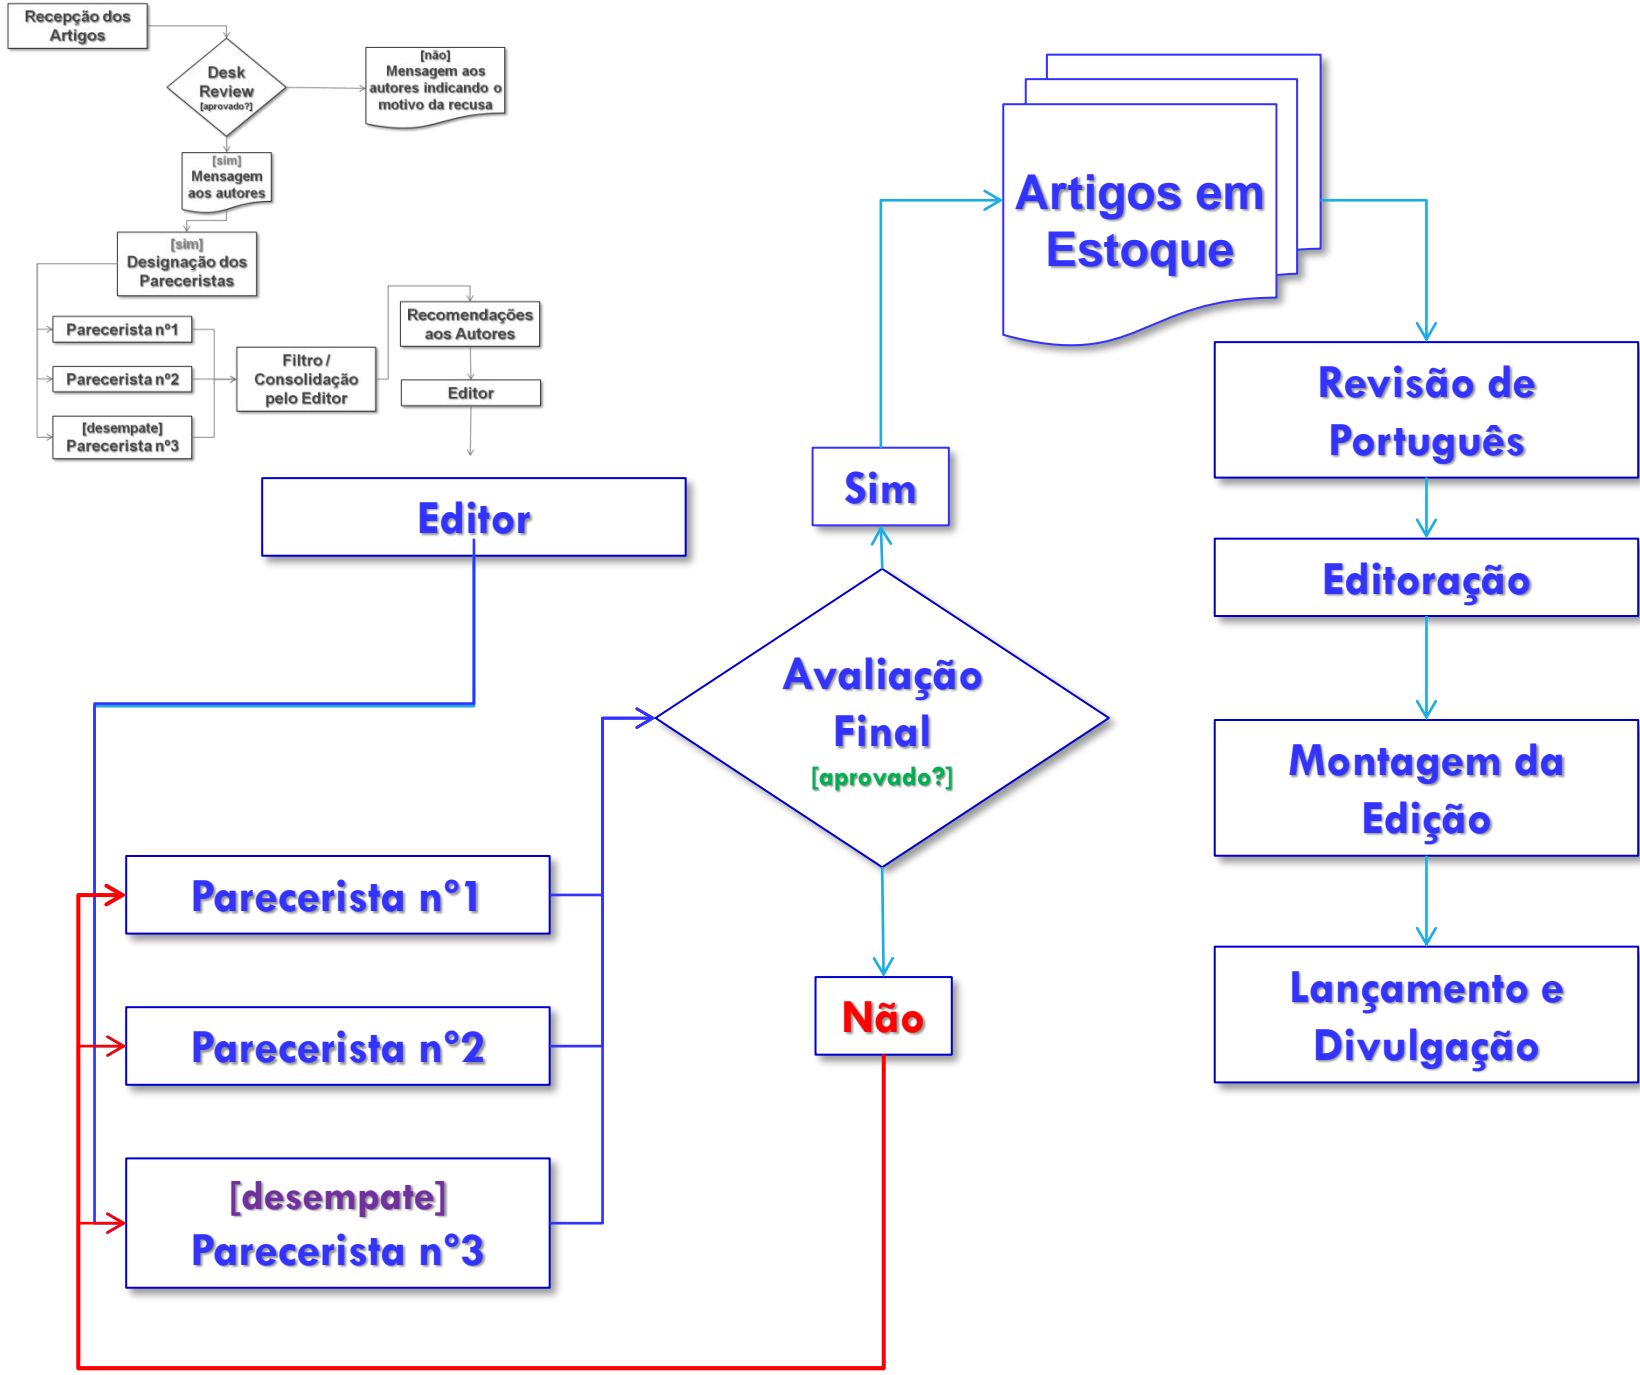 Recepção dos
Artigos
Desk
Review
[aprovado?]
[não]
Mensagem aos
autores indicando o
motivo da recusa
[sim]
Mensagem
aos autores
[sim]
Designação dos
Pareceristas
Parecerista nº1
Parecerista nº2
[desempate]
Parecerista nº3
Filtro /
Consolidação
pelo Editor
Recomendações
aos Autores
Editor
Editor
Parecerista n°1
Parecerista n°2
[desempate]
Parecerista n°3
Avaliação
Final
[aprovado?]
Sim
Não
Artigos em
Estoque
Revisão de
Português
Editoração
Montagem da
Edição
Lançamento e
Divulgação